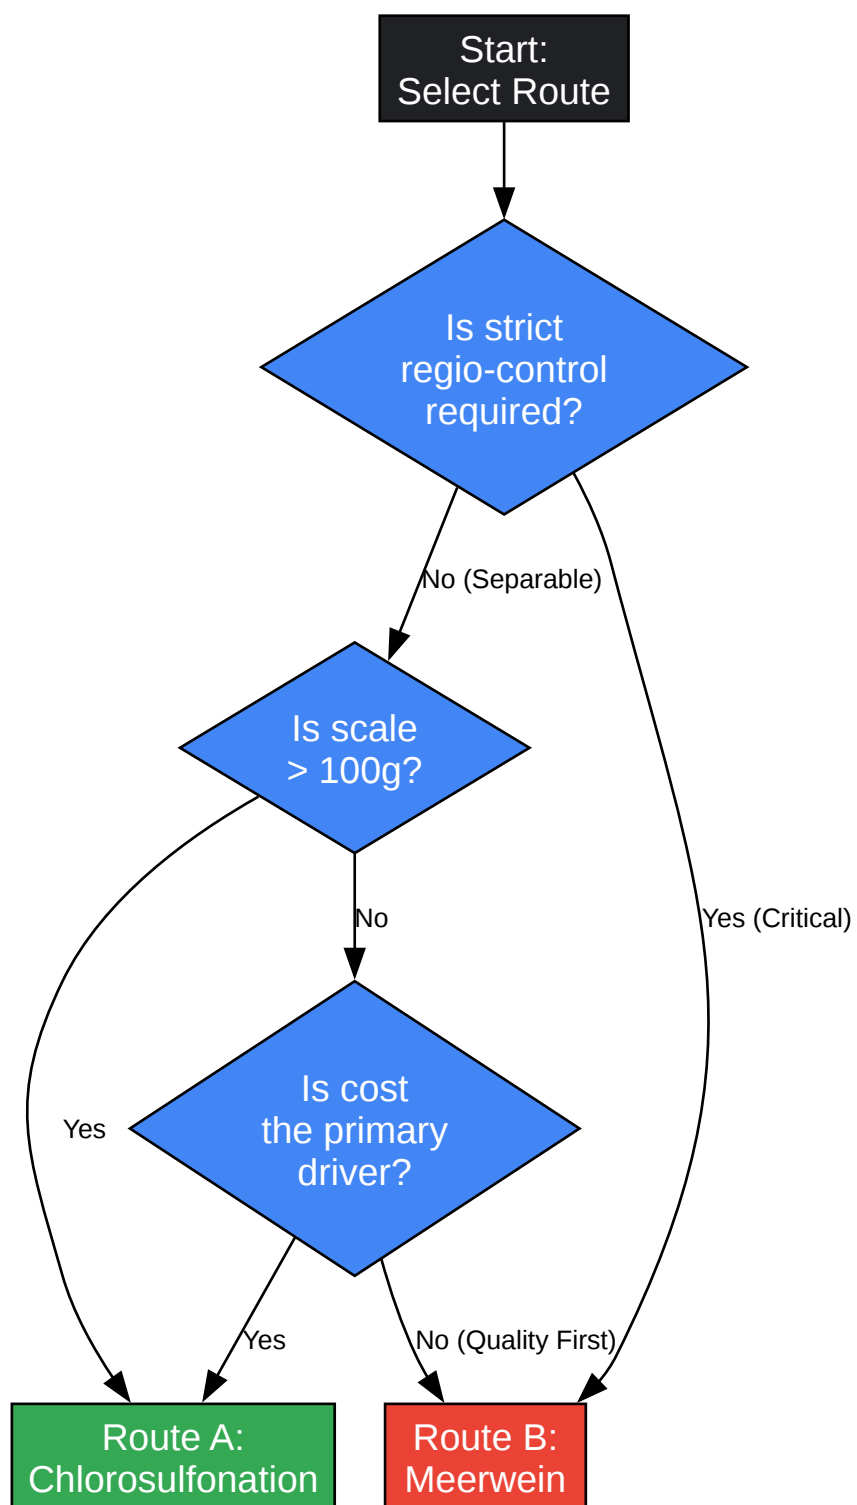 Start:
Select Route
Is strict
regio-control
required?
No (Separable)
Is scale
> 100g?
No
Yes (Critical)
Is cost
the primary
driver?
Yes
Yes
No (Quality First)
Route A:
Chlorosulfonation
Route B:
Meerwein